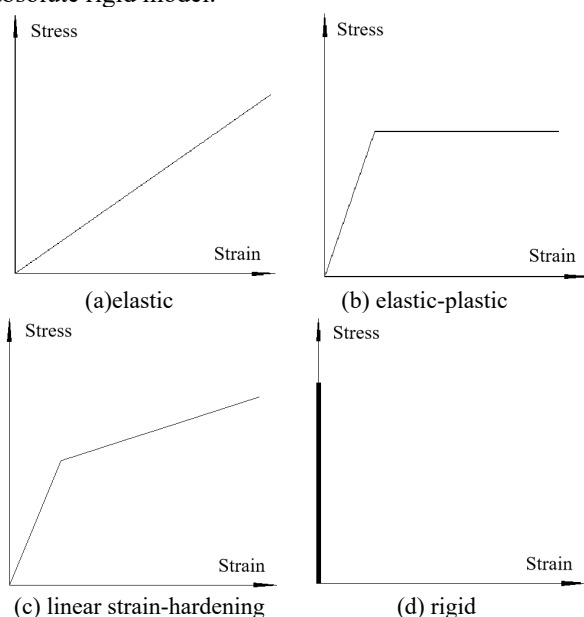 absolute rigid model.
Stress
Strain
(a)elastic
Stress
Strain
(b) elastic-plastic
Stress
Strain
(c) linear strain-hardening
Stress
Strain
(d) rigid